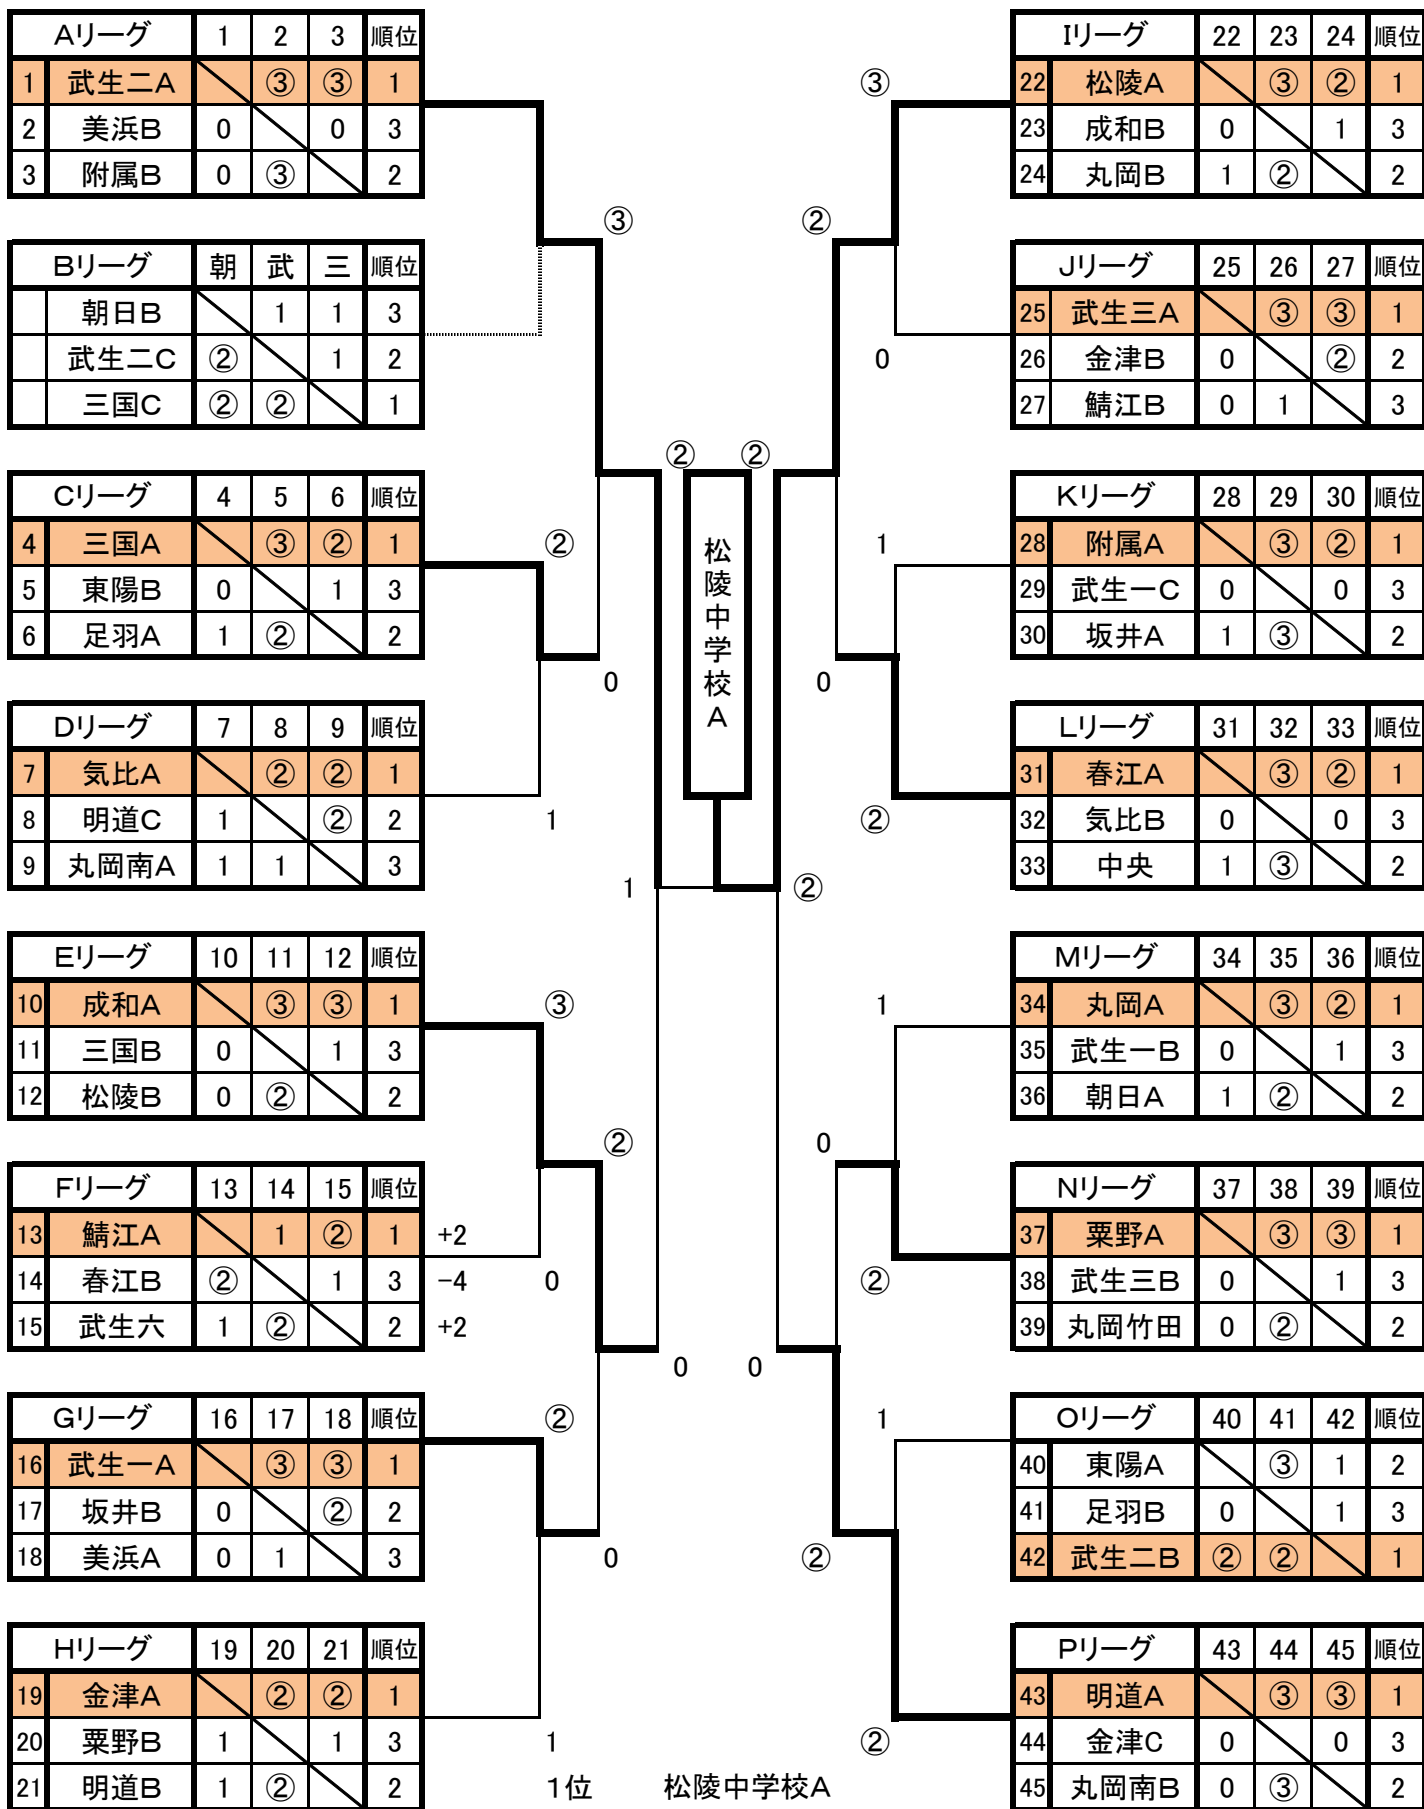 Aリーグ 1 2 3 順位
1 武生二A ③ ③ 1
2 美浜B 0 0 3
3 附属B 0 ③ 2
③
Bリーグ 朝 武 三 順位
朝日B 1 1 3
武生二C ② 1 2
三国C ② ② 1
Cリーグ 4 5 6 順位
4 三国A ③ ② 1
5 東陽B 0 1 3
6 足羽A 1 ② 2
②
0
Dリーグ 7 8 9 順位
7 気比A ② ② 1
8 明道C 1 ② 2
9 丸岡南A 1 1 3
1
1
Eリーグ 10 11 12 順位
10 成和A ③ ③ 1
11 三国B 0 1 3
12 松陵B 0 ② 2
③
②
Fリーグ 13 14 15 順位
13 鯖江A 1 ② 1 +2
14 春江B ② 1 3 -4
15 武生六 1 ② 2 +2
0
0
Gリーグ 16 17 18 順位
16 武生一A ③ ③ 1
17 坂井B 0 ② 2
18 美浜A 0 1 3
②
0
Hリーグ 19 20 21 順位
19 金津A ② ② 1
20 粟野B 1 1 3
21 明道B 1 ② 2
1
② ②
松陵中学校A
②
1位 松陵中学校A
Iリーグ 22 23 24 順位
22 松陵A ③ ② 1
23 成和B 0 1 3
24 丸岡B 1 ② 2
③
②
Jリーグ 25 26 27 順位
25 武生三A ③ ③ 1
26 金津B 0 ② 2
27 鯖江B 0 1 3
0
Kリーグ 28 29 30 順位
28 附属A ③ ② 1
29 武生一C 0 0 3
30 坂井A 1 ③ 2
1
0
Lリーグ 31 32 33 順位
31 春江A ③ ② 1
32 気比B 0 0 3
33 中央 1 ③ 2
②
Mリーグ 34 35 36 順位
34 丸岡A ③ ② 1
35 武生一B 0 1 3
36 朝日A 1 ② 2
1
0
Nリーグ 37 38 39 順位
37 粟野A ③ ③ 1
38 武生三B 0 1 3
39 丸岡竹田 0 ② 2
②
0
Oリーグ 40 41 42 順位
40 東陽A ③ 1 2
41 足羽B 0 1 3
42 武生二B ② ② 1
1
②
Pリーグ 43 44 45 順位
43 明道A ③ ③ 1
44 金津C 0 0 3
45 丸岡南B 0 ③ 2
②